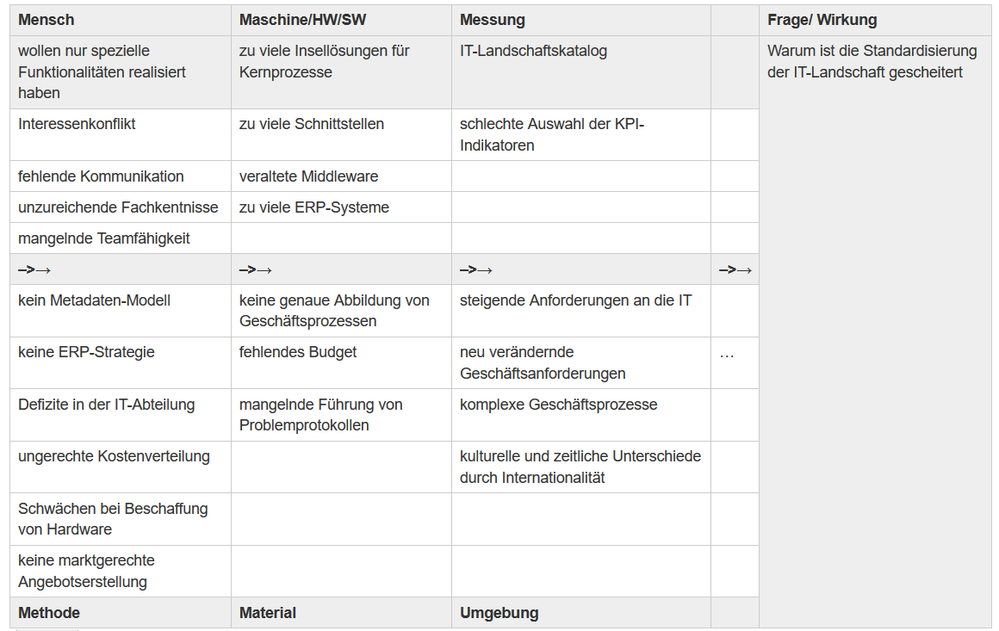 Mensch
Maschine/HW/SW
Messung
Frage/ Wirkung
wollen nur spezielle
Funktionalitäten realisiert
haben
zu viele Insellösungen für
Kernprozesse
IT-Landschaftskatalog
Warum ist die Standardisierung
der IT-Landschaft gescheitert
Interessenkonflikt
zu viele Schnittstellen
schlechte Auswahl der KPI-
Indikatoren
fehlende Kommunikation
veraltete Middleware
unzureichende Fachkentnisse
zu viele ERP-Systeme
mangelnde Teamfähigkeit
–>→
–>→
–>→
–>→
kein Metadaten-Modell
keine genaue Abbildung von
Geschäftsprozessen
steigende Anforderungen an die IT
keine ERP-Strategie
fehlendes Budget
neu verändernde
Geschäftsanforderungen
…
Defizite in der IT-Abteilung
mangelnde Führung von
Problemprotokollen
komplexe Geschäftsprozesse
ungerechte Kostenverteilung
kulturelle und zeitliche Unterschiede
durch Internationalität
Schwächen bei Beschaffung
von Hardware
keine marktgerechte
Angebotserstellung
Methode
Material
Umgebung